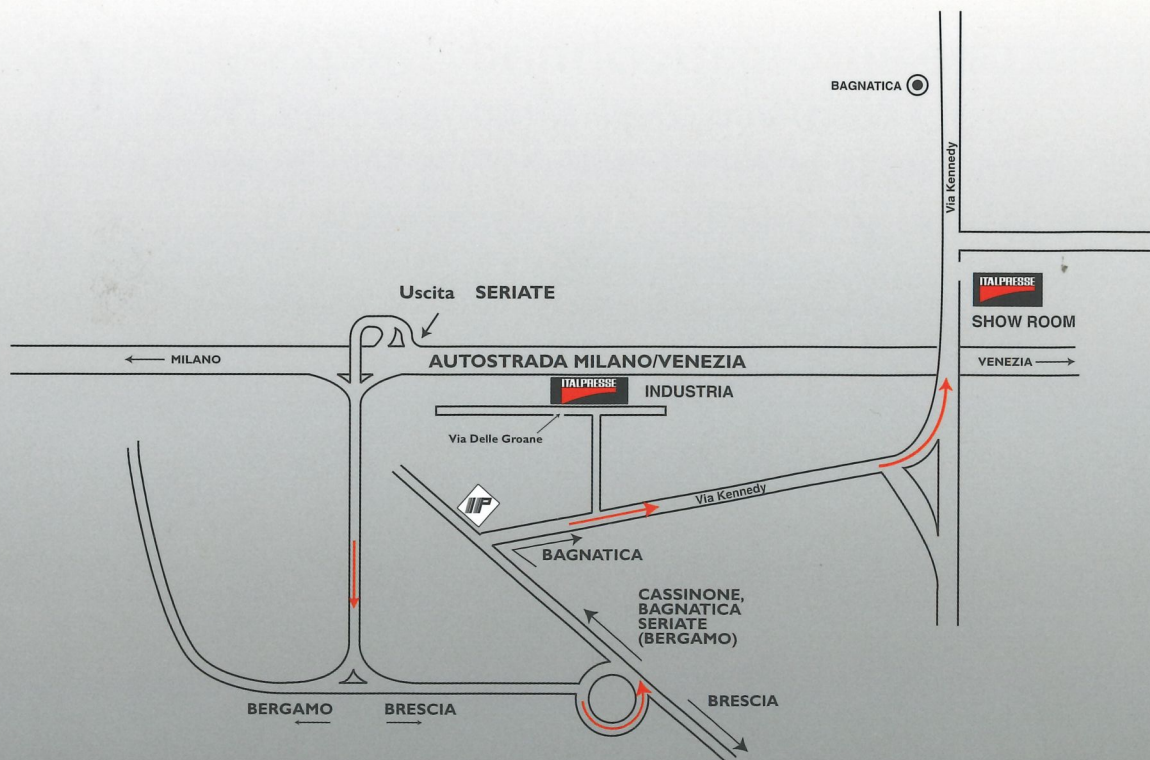 BAGNATICA
Via Kennedy
ITALPRESSE
SHOW ROOM
Uscita SERIATE
MILANO
AUTOSTRADA MILANO/VENEZIA
VENEZIA
ITALPRESSE
INDUSTRIA
Via Delle Groane
IP
Via Kennedy
BAGNATICA
CASSINONE,
BAGNATICA
SERIATE
(BERGAMO)
BERGAMO
BRESCIA
BRESCIA